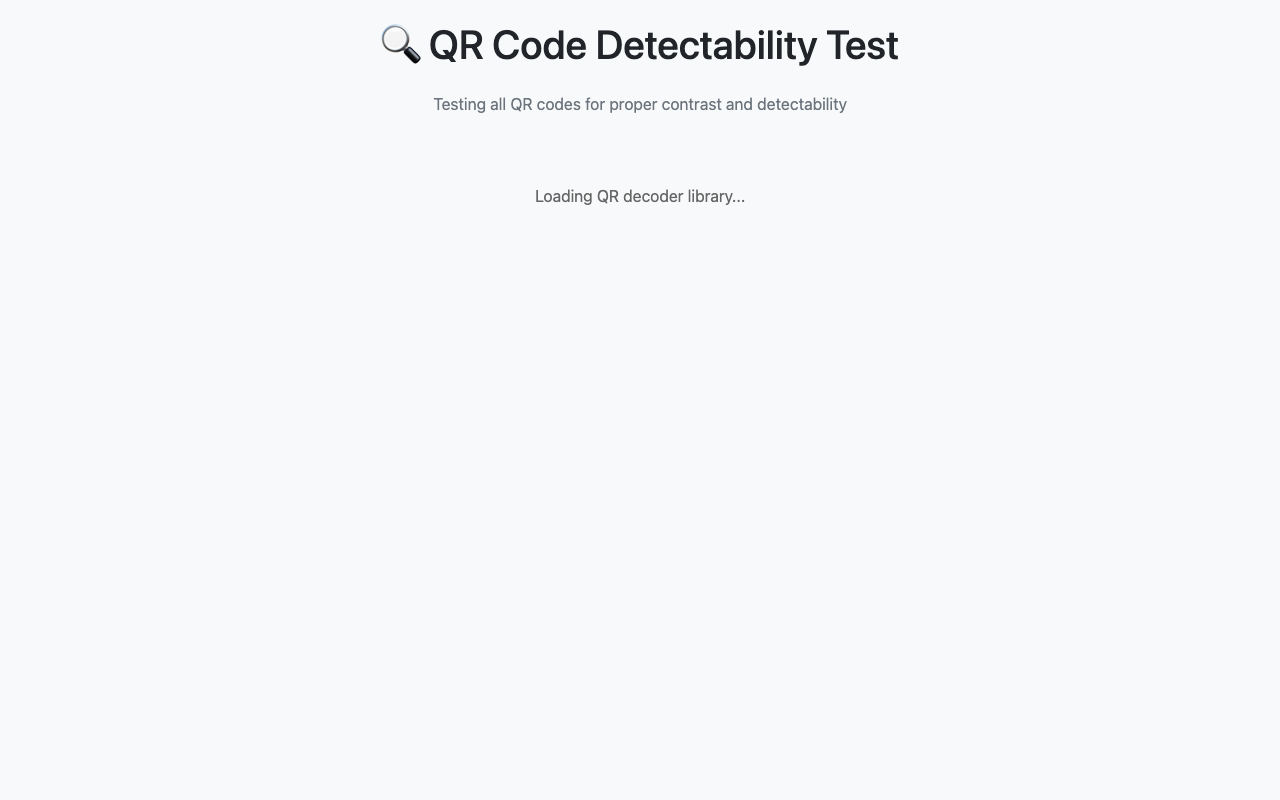 🔍 QR Code Detectability Test
Testing all QR codes for proper contrast and detectability
Loading QR decoder library...